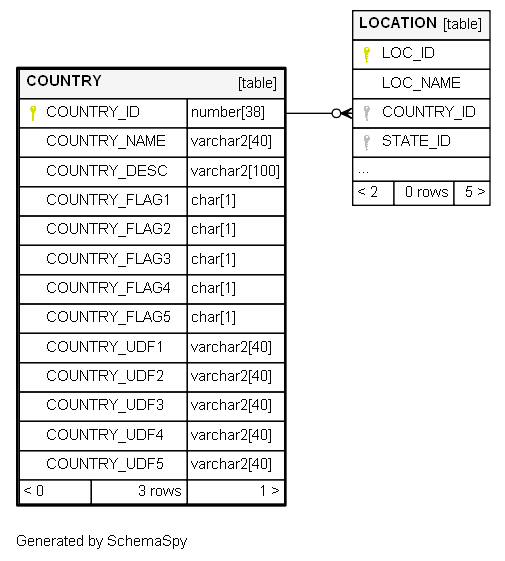 LOCATION [table]
LOC_ID
LOC_NAME
COUNTRY_ID
STATE_ID
...
< 2 0 rows 5 >
COUNTRY [table]
COUNTRY_ID number[38]
COUNTRY_NAME varchar2[40]
COUNTRY_DESC varchar2[100]
COUNTRY_FLAG1 char[1]
COUNTRY_FLAG2 char[1]
COUNTRY_FLAG3 char[1]
COUNTRY_FLAG4 char[1]
COUNTRY_FLAG5 char[1]
COUNTRY_UDF1 varchar2[40]
COUNTRY_UDF2 varchar2[40]
COUNTRY_UDF3 varchar2[40]
COUNTRY_UDF4 varchar2[40]
COUNTRY_UDF5 varchar2[40]
< 0 3 rows 1 >
Generated by SchemaSpy